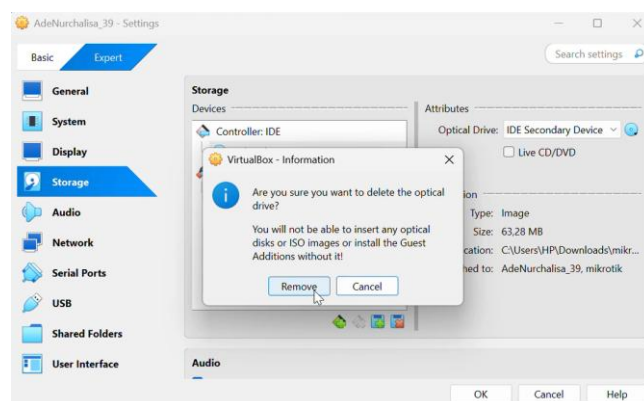 AdeNurchalisa_39 - Settings
Basic
Expert
Search settings
General
System
Display
Storage
Audio
Network
Serial Ports
USB
Shared Folders
User Interface
Storage
Devices
Controller: IDE
Attributes
Optical Drive: IDE Secondary Device
Live CD/DVD
VirtualBox - Information
Are you sure you want to delete the optical
drive?
You will not be able to insert any optical
disks or ISO images or install the Guest
Additions without it!
Remove
Cancel
Type: Image
Size: 63,28 MB
C:\Users\HP\Downloads\mikr...
AdeNurchalisa_39, mikrotik
Audio
OK
Cancel
Help